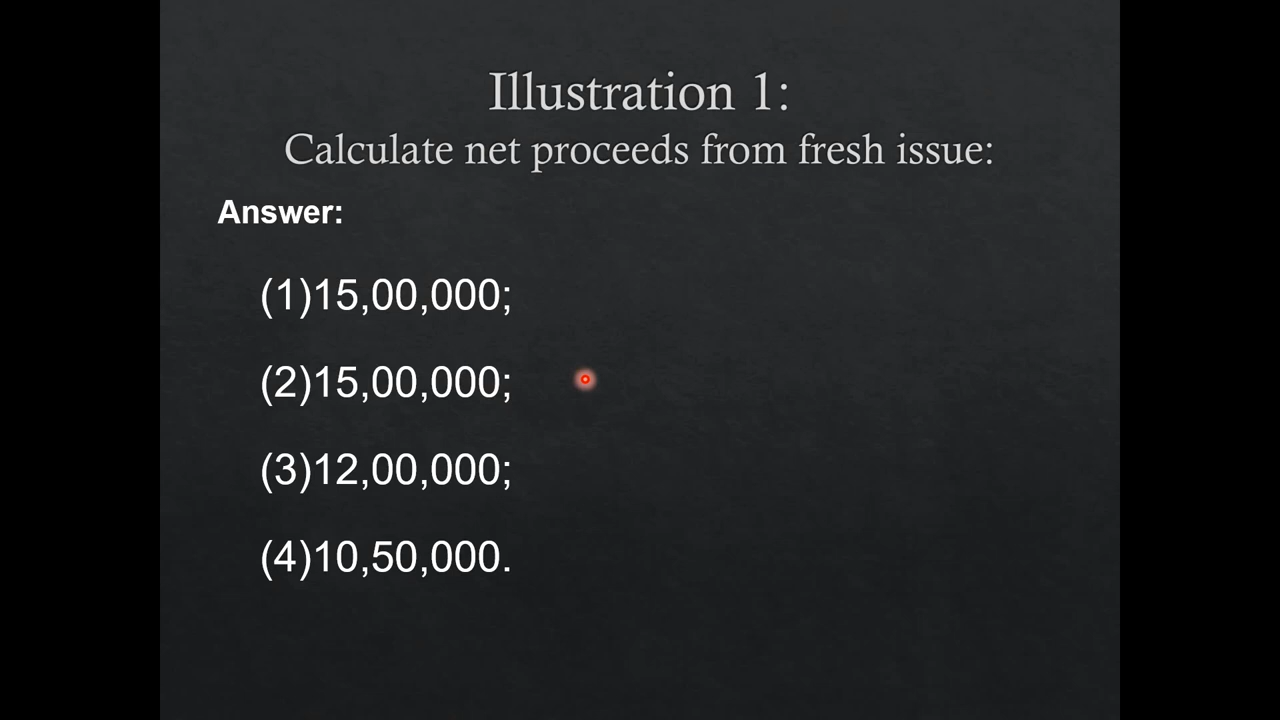 Illustration 1:
Calculate net proceeds from fresh issue:
Answer:
(1)15,00,000;
(2)15,00,000;
(3)12,00,000;
(4)10,50,000.